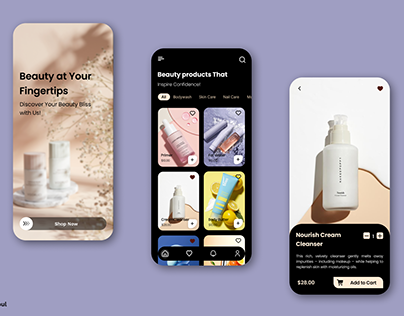 Beauty at Your
Fingertips
Discover Your Beauty Bliss
with Us!
Shop Now
Beauty products That
Inspire Confidence!
All Bodywash Skin Care Nail Care
Nourish Cream
Cleanser
1
This rich, velvety cleanser gently melts away
impurities – including makeup – while helping to
replenish skin with moisturizing oils.
$28.00 Add to Cart